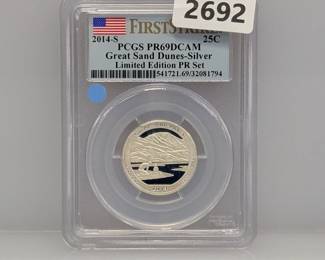 2692
FIRSTSTRIKE
2014-S 25C
PCGS PR69DCAM
Great Sand Dunes-Silver
Limited Edition PR Set
541721.69/32081794